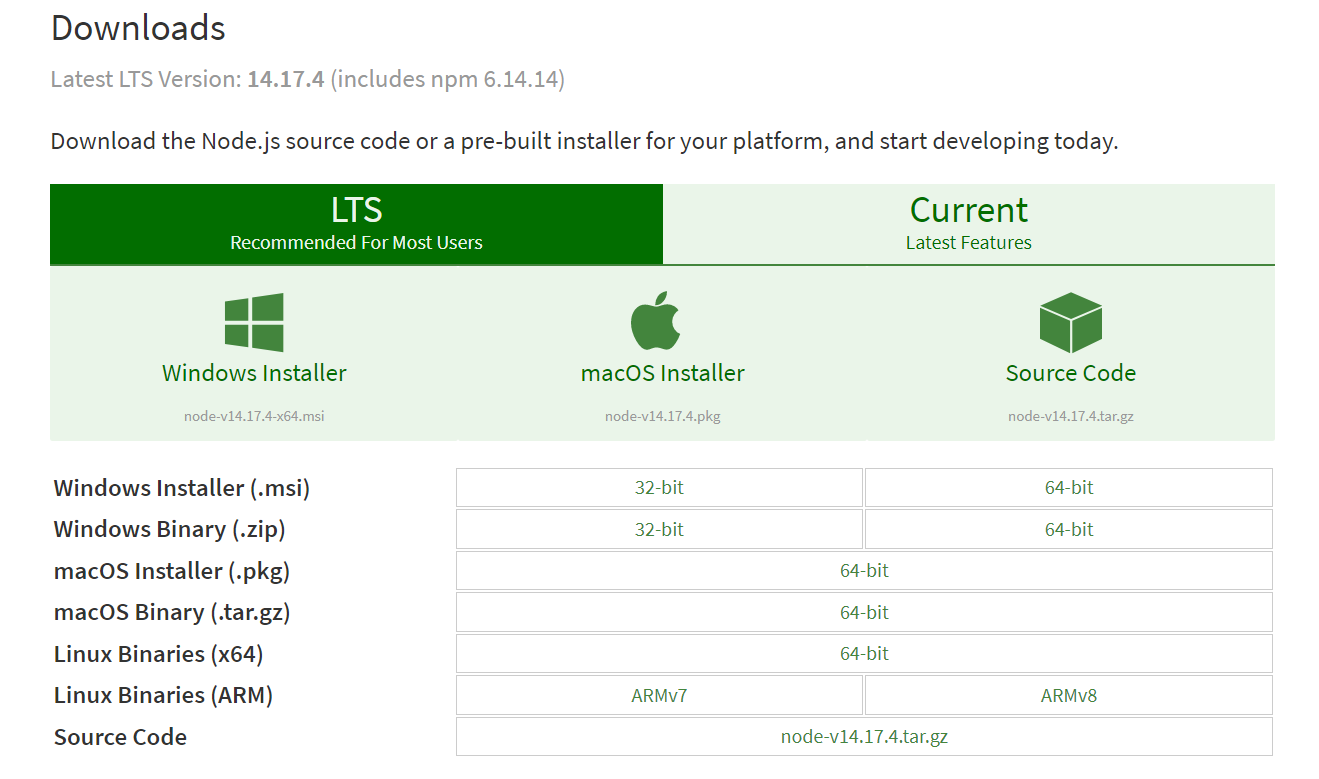 Downloads
Latest LTS Version: 14.17.4 (includes npm 6.14.14)
Download the Node.js source code or a pre-built installer for your platform, and start developing today.
LTS
Recommended For Most Users
Current
Latest Features
Windows Installer
node-v14.17.4-x64.msi
macOS Installer
node-v14.17.4.pkg
Source Code
node-v14.17.4.tar.gz
Windows Installer (.msi) 32-bit 64-bit
Windows Binary (.zip) 32-bit 64-bit
macOS Installer (.pkg) 64-bit
macOS Binary (.tar.gz) 64-bit
Linux Binaries (x64) 64-bit
Linux Binaries (ARM) ARMv7 ARMv8
Source Code node-v14.17.4.tar.gz